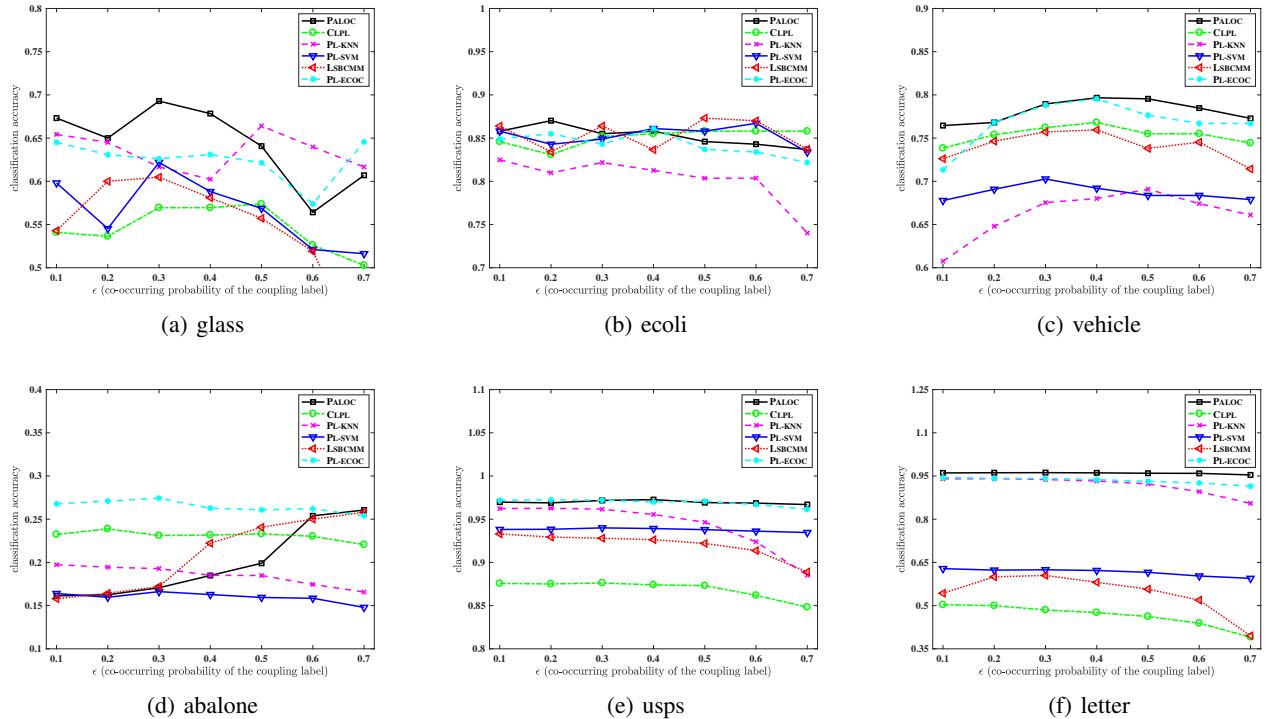 0.8
0.75
0.7
0.65
0.6
0.55
0.5
classification accuracy
PALOC
CLPL
PL-KNN
PL-SVM
LSBCMM
PL-ECOC
0.1 0.2 0.3 0.4 0.5 0.6 0.7
ϵ (co-occurring probability of the coupling label)
(a) glass
1
0.95
0.9
0.85
0.8
0.75
0.7
classification accuracy
PALOC
CLPL
PL-KNN
PL-SVM
LSBCMM
PL-ECOC
0.1 0.2 0.3 0.4 0.5 0.6 0.7
ϵ (co-occurring probability of the coupling label)
(b) ecoli
0.9
0.85
0.8
0.75
0.7
0.65
0.6
classification accuracy
PALOC
CLPL
PL-KNN
PL-SVM
LSBCMM
PL-ECOC
0.1 0.2 0.3 0.4 0.5 0.6 0.7
ϵ (co-occurring probability of the coupling label)
(c) vehicle
0.4
0.35
0.3
0.25
0.2
0.15
0.1
classification accuracy
PALOC
CLPL
PL-KNN
PL-SVM
LSBCMM
PL-ECOC
0.1 0.2 0.3 0.4 0.5 0.6 0.7
ϵ (co-occurring probability of the coupling label)
(d) abalone
1.1
1.05
1
0.95
0.9
0.85
0.8
classification accuracy
PALOC
CLPL
PL-KNN
PL-SVM
LSBCMM
PL-ECOC
0.1 0.2 0.3 0.4 0.5 0.6 0.7
ϵ (co-occurring probability of the coupling label)
(e) usps
1.25
1.1
0.95
0.8
0.65
0.5
0.35
classification accuracy
PALOC
CLPL
PL-KNN
PL-SVM
LSBCMM
PL-ECOC
0.1 0.2 0.3 0.4 0.5 0.6 0.7
ϵ (co-occurring probability of the coupling label)
(f) letter